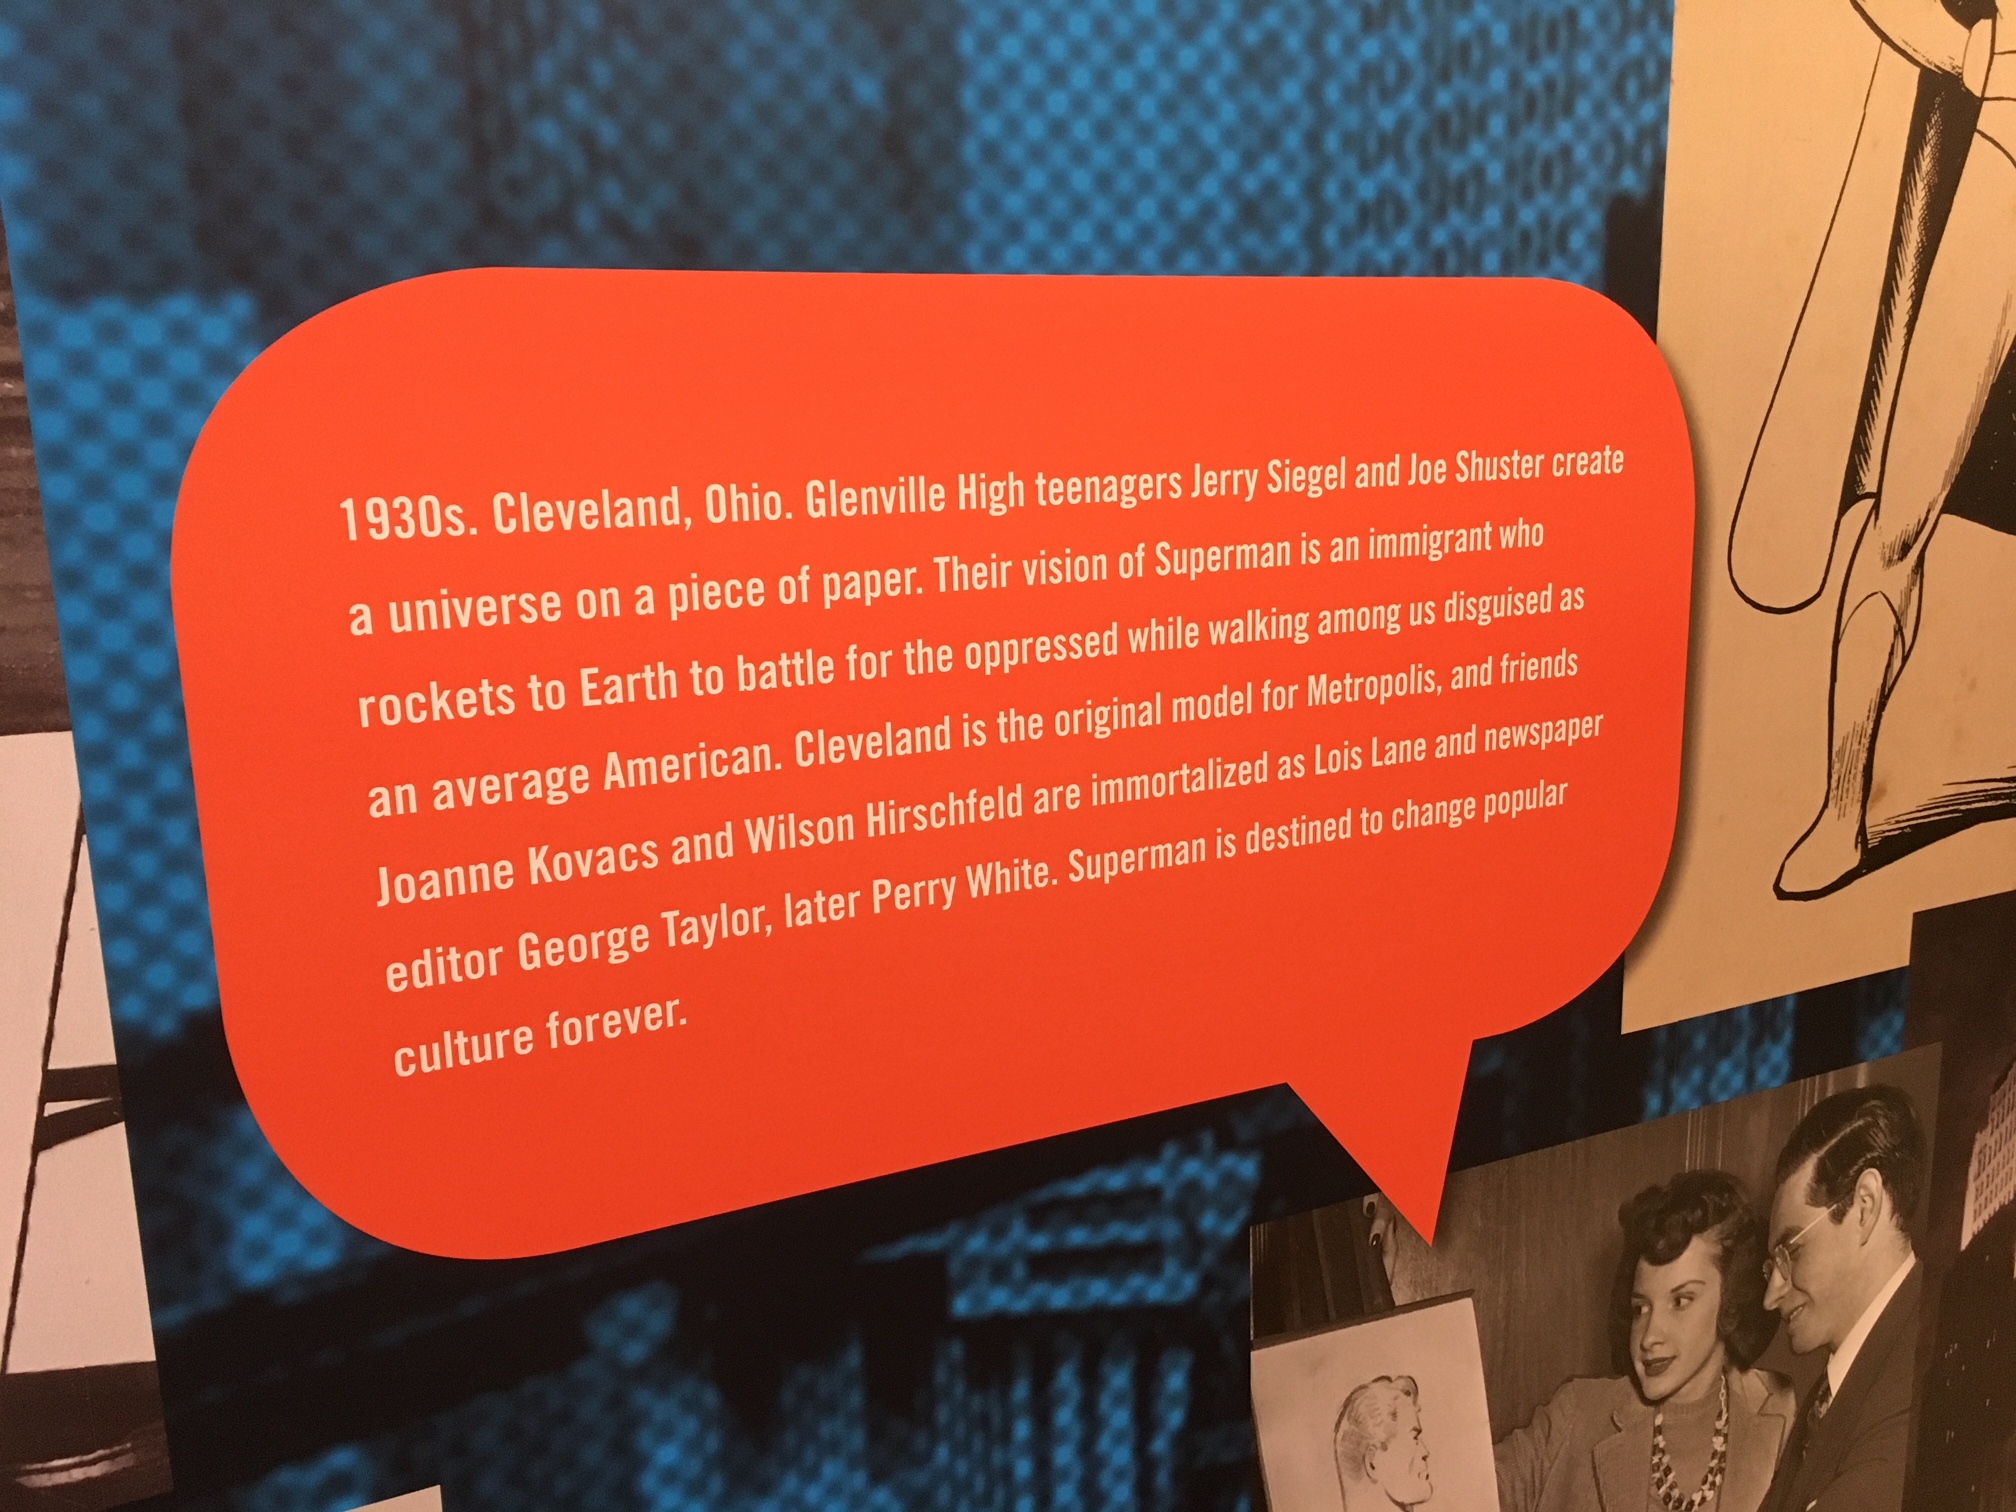 1930s. Cleveland, Ohio. Glenville High teenagers Jerry Siegel and Joe Shuster create
a universe on a piece of paper. Their vision of Superman is an immigrant who
rockets to Earth to battle for the oppressed while walking among us disguised as
an average American. Cleveland is the original model for Metropolis, and friends
Joanne Kovacs and Wilson Hirschfeld are immortalized as Lois Lane and newspaper
editor George Taylor, later Perry White. Superman is destined to change popular
culture forever.